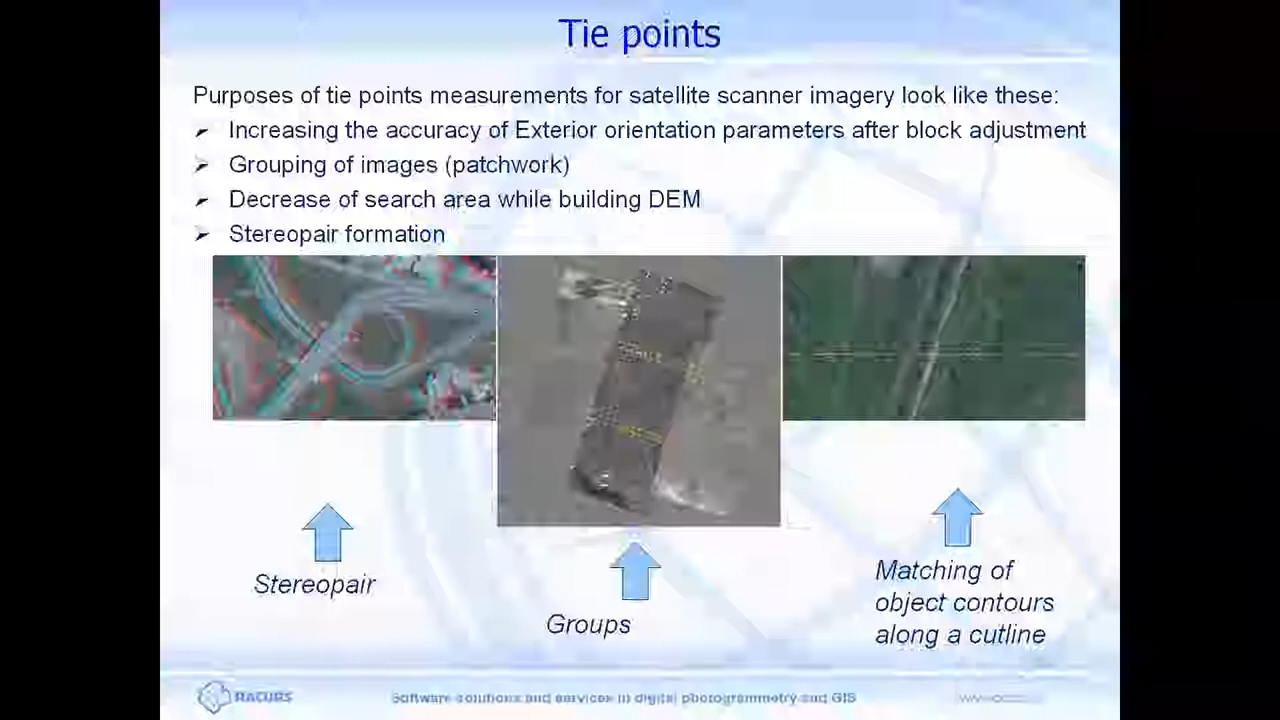 Tie points
Purposes of tie points measurements for satellite scanner imagery look like these:
Increasing the accuracy of Exterior orientation parameters after block adjustment
Grouping of images (patchwork)
Decrease of search area while building DEM
Stereopair formation
Stereopair
Groups
Matching of
object contours
along a cutline
RACURS
Software solutions and services in digital photogrammetry and GIS